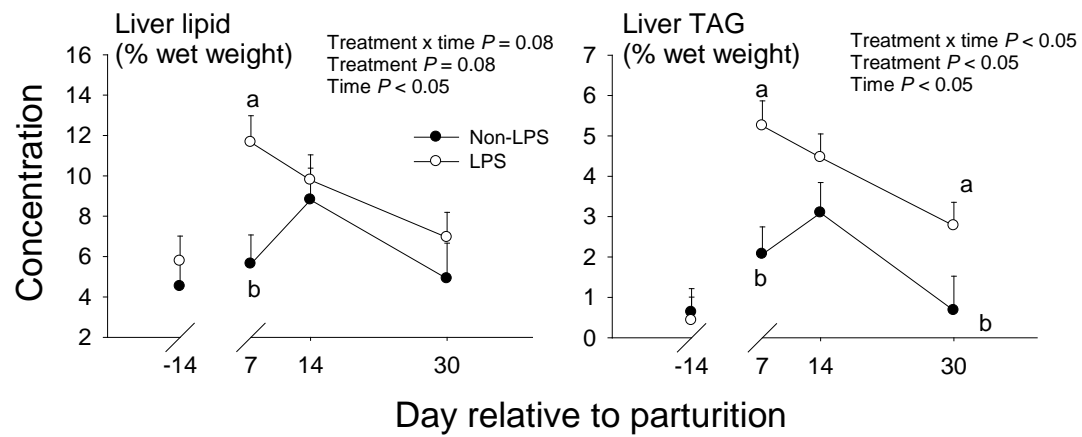 Liver lipid
(% wet weight)
Treatment x time P = 0.08
Treatment P = 0.08
Time P < 0.05
16
14
12
10
8
6
4
2
a
b
Non-LPS
LPS
-14
7
14
30
Concentration
Liver TAG
(% wet weight)
Treatment x time P < 0.05
Treatment P < 0.05
Time P < 0.05
7
6
5
4
3
2
1
0
a
a
b
b
-14
7
14
30
Day relative to parturition